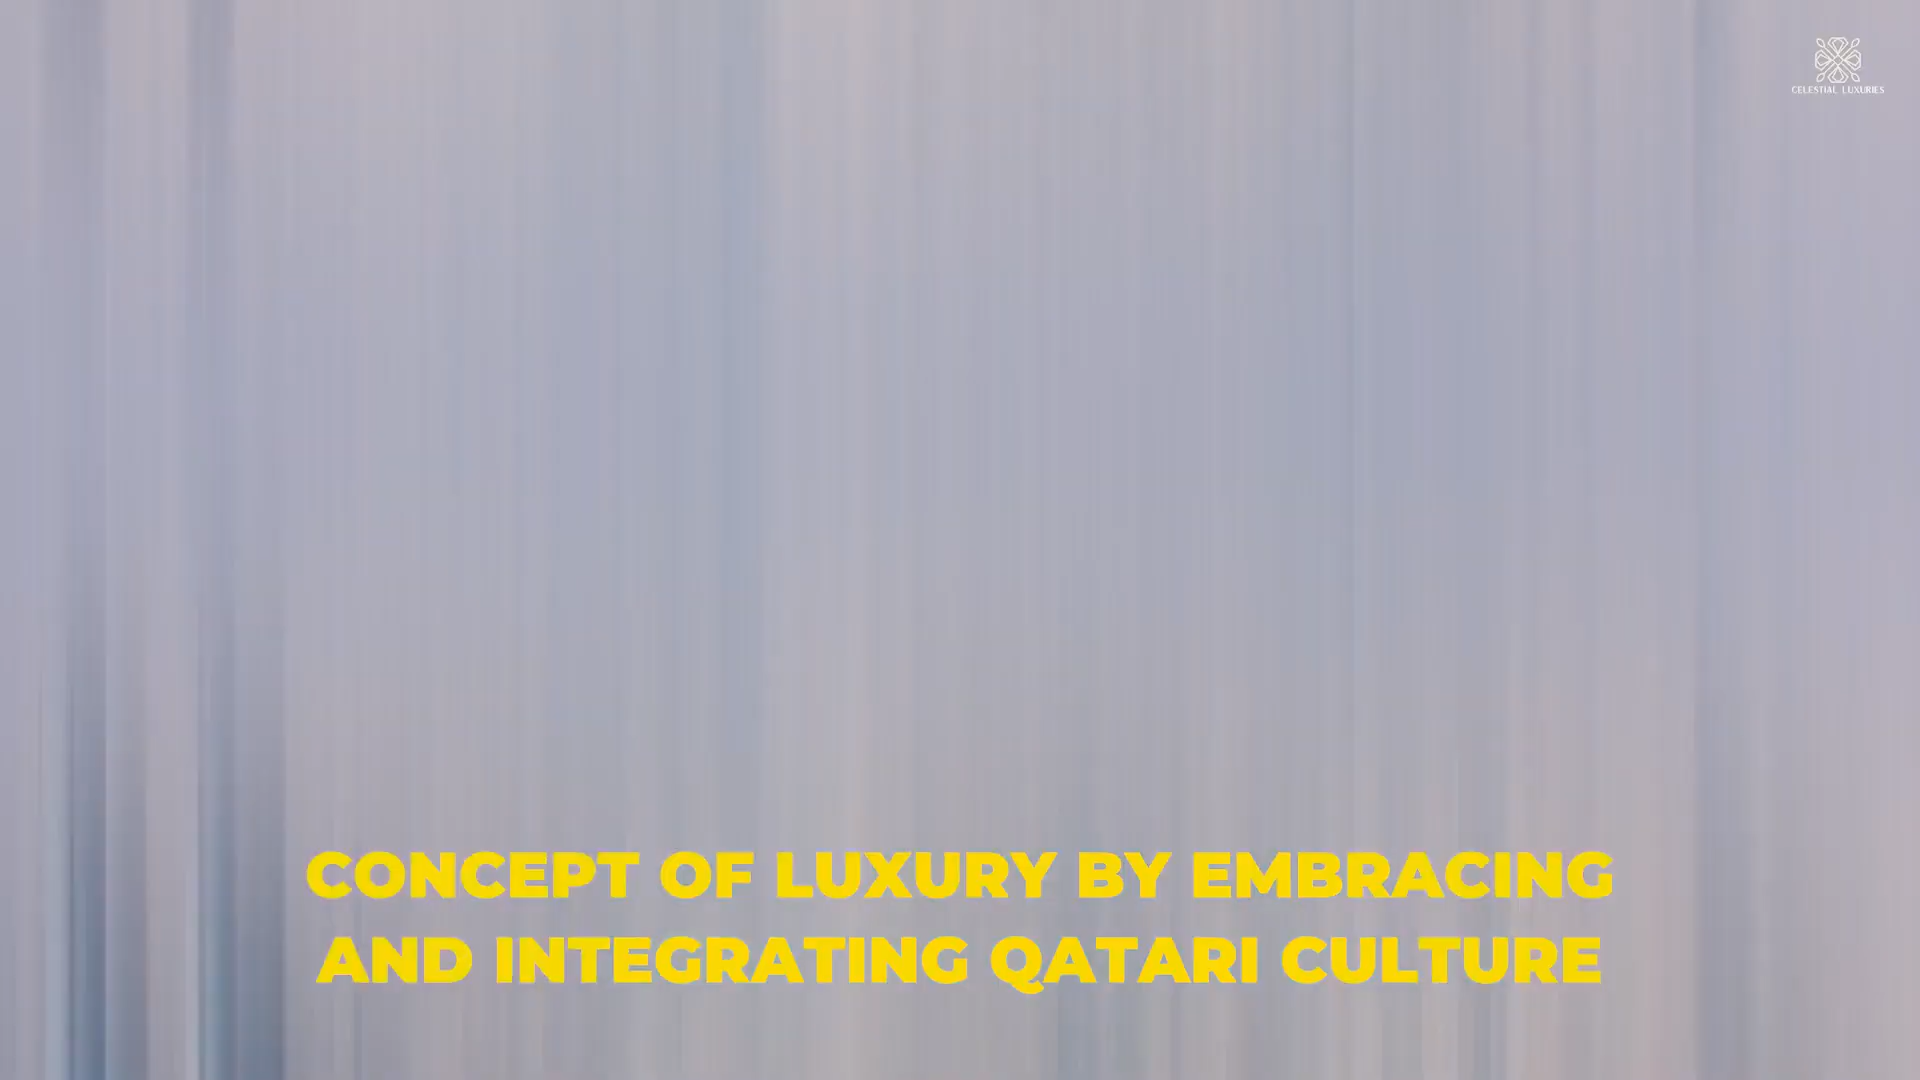 CELESTIAL LUXURIES
CONCEPT OF LUXURY BY EMBRACING
AND INTEGRATING QATARI CULTURE